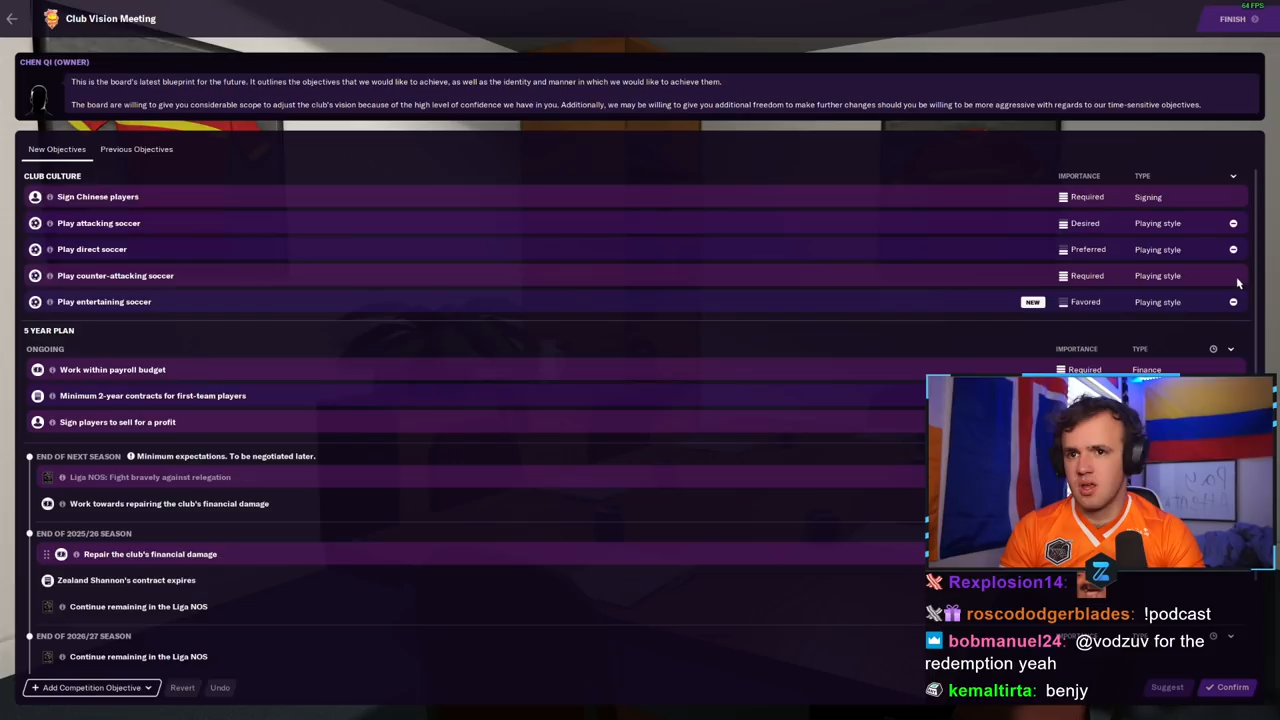 64 FPS
Club Vision Meeting
FINISH
CHEN QI (OWNER)
This is the board's latest blueprint for the future. It outlines the objectives that we would like to achieve, as well as the identity and manner in which we would like to achieve them.
The board are willing to give you considerable scope to adjust the club's vision because of the high level of confidence we have in you. Additionally, we may be willing to give you additional freedom to make further changes should you be willing to be more aggressive with regards to our time-sensitive objectives.
New Objectives Previous Objectives
CLUB CULTURE IMPORTANCE TYPE
Sign Chinese players Required Signing
Play attacking soccer Desired Playing style
Play direct soccer Preferred Playing style
Play counter-attacking soccer Required Playing style
Play entertaining soccer NEW Favored Playing style
5 YEAR PLAN
ONGOING IMPORTANCE TYPE
Work within payroll budget Required Finance
Minimum 2-year contracts for first-team players
Sign players to sell for a profit
END OF NEXT SEASON Minimum expectations. To be negotiated later.
Liga NOS: Fight bravely against relegation
Work towards repairing the club's financial damage
END OF 2025/26 SEASON
Repair the club's financial damage
Zealand Shannon's contract expires
Continue remaining in the Liga NOS
END OF 2026/27 SEASON
Continue remaining in the Liga NOS
+ Add Competition Objective Revert Undo
Suggest Confirm
Pay
Rexplosion14:
roscododgerblades: !podcast
bobmanuel24: @vodzuv for the
redemption yeah
kemaltirta: benjy